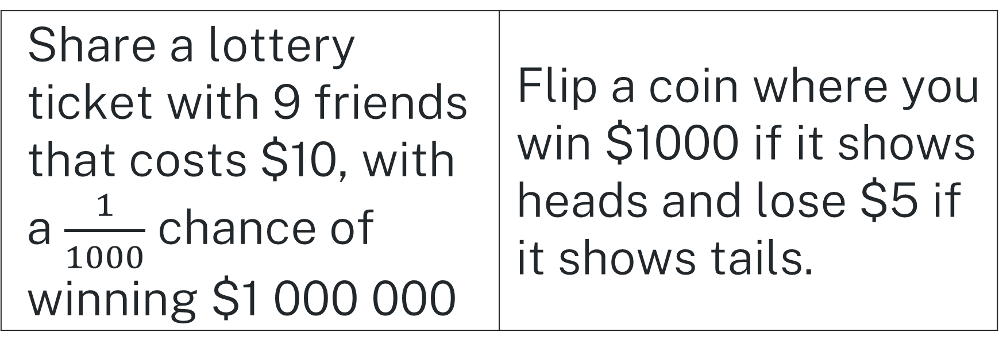 Share a lottery
ticket with 9 friends
that costs $10, with
a 1/1000 chance of
winning $1 000 000
Flip a coin where you
win $1000 if it shows
heads and lose $5 if
it shows tails.